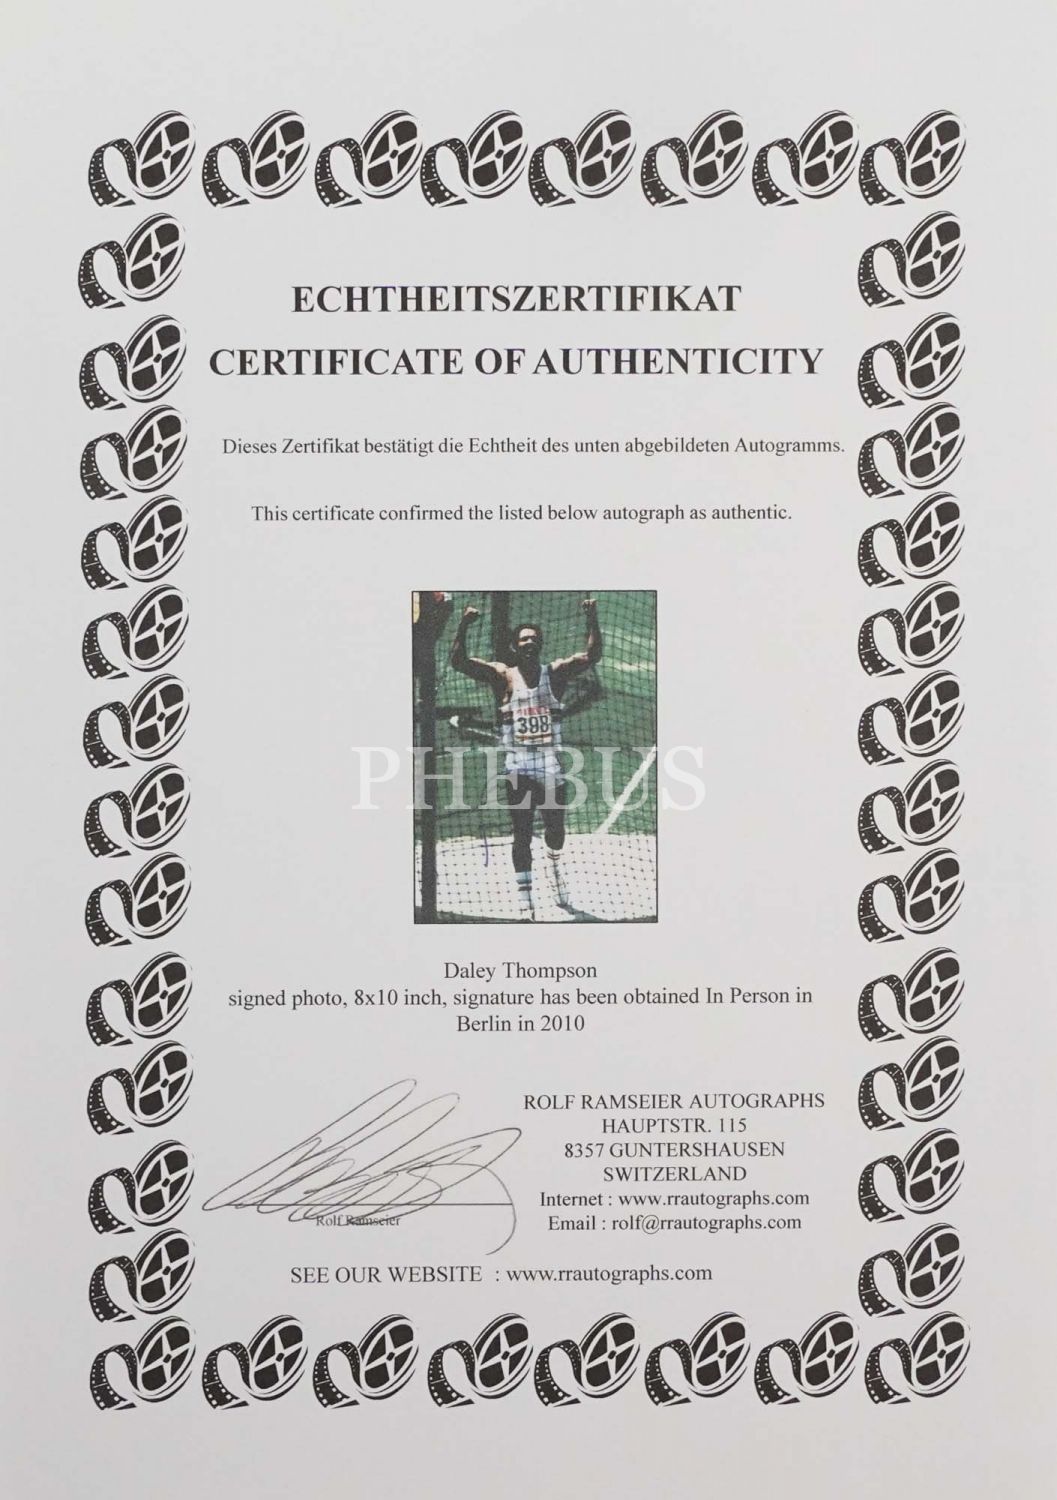 ECHTHEITSZERTIFIKAT
CERTIFICATE OF AUTHENTICITY
Dieses Zertifikat bestätigt die Echtheit des unten abgebildeten Autogramms.
This certificate confirmed the listed below autograph as authentic.
398
PHEBUS
Daley Thompson
signed photo, 8x10 inch, signature has been obtained In Person in
Berlin in 2010
Rolf Ramseier
ROLF RAMSEIER AUTOGRAPHS
HAUPTSTR. 115
8357 GUNTERSHAUSEN
SWITZERLAND
Internet : www.rrautographs.com
Email : rolf@rrautographs.com
SEE OUR WEBSITE : www.rrautographs.com